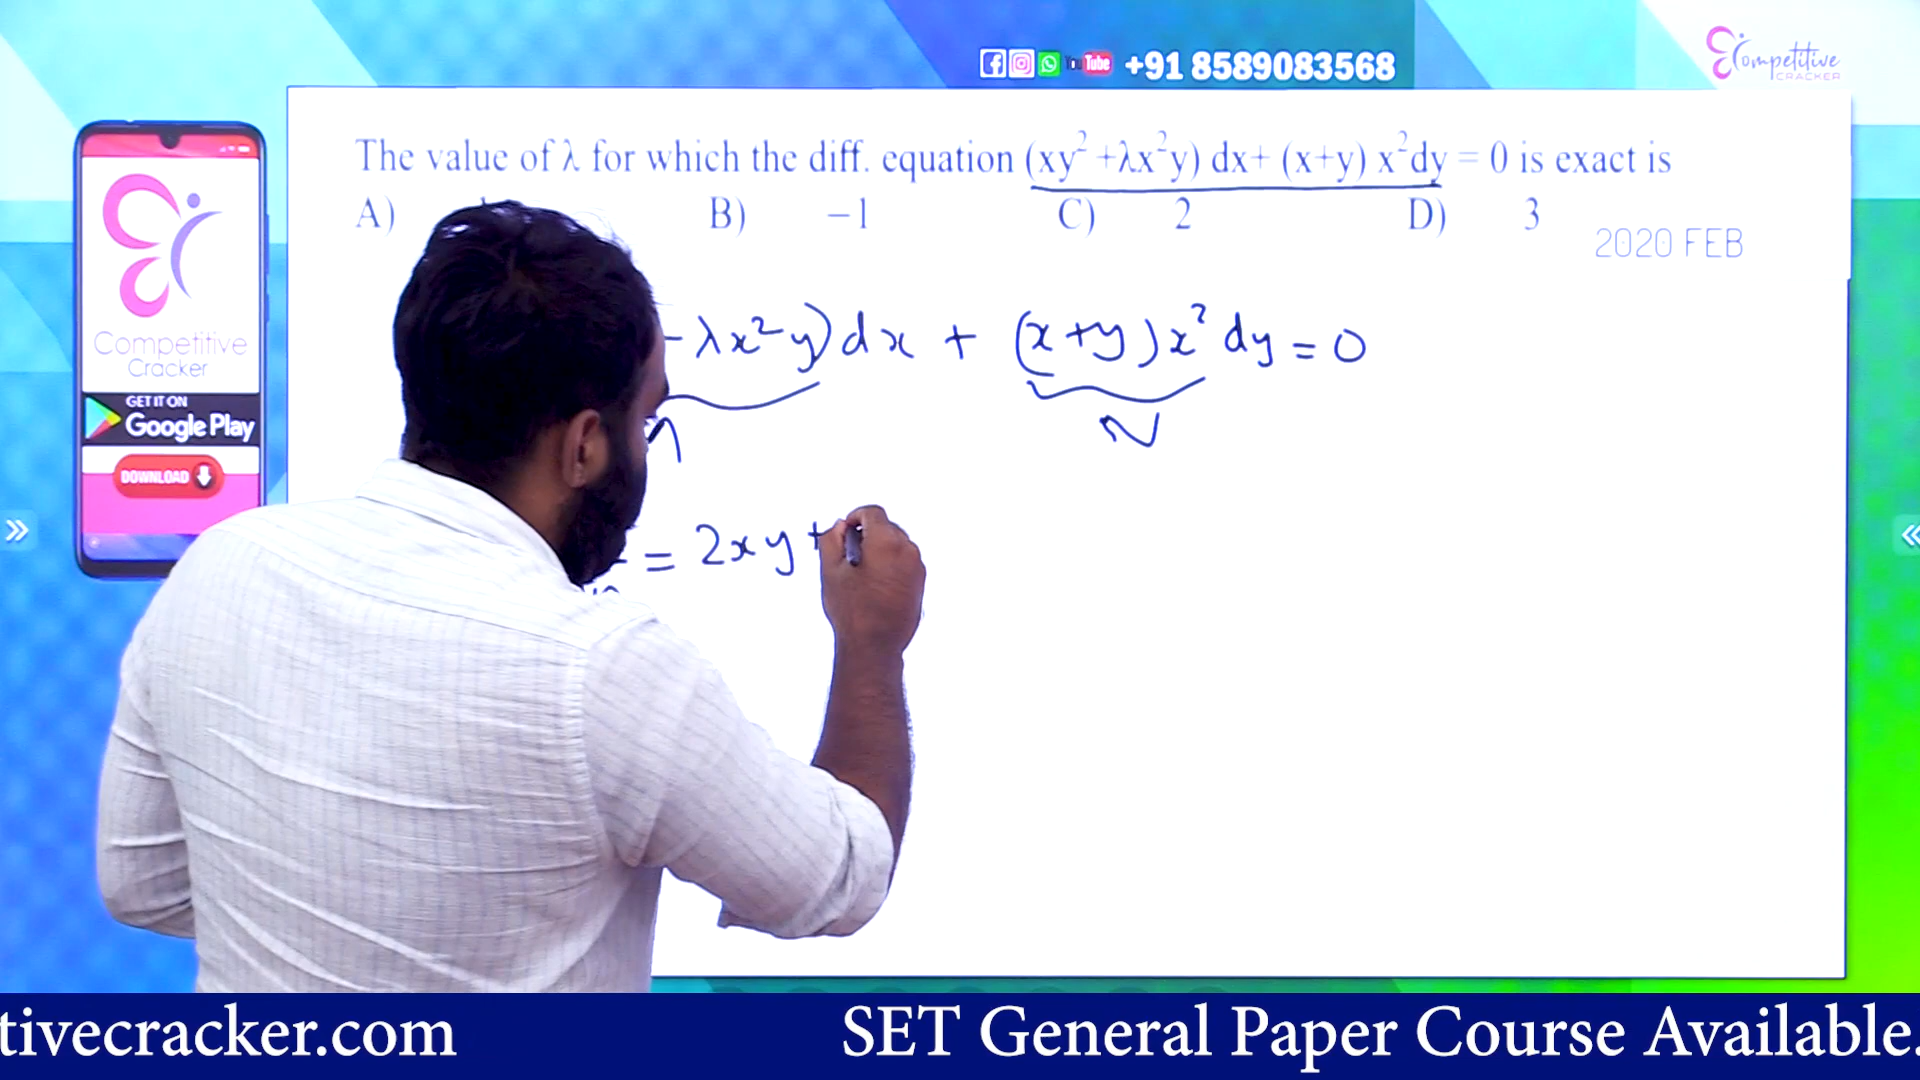 +91 8589083568
Competitive
CRACKER
The value of λ for which the diff. equation (xy² +λx²y) dx+ (x+y) x²dy = 0 is exact is
A) B) −1 C) 2 D) 3
2020 FEB
Competitive
Cracker
GET IT ON
Google Play
DOWNLOAD
λx²y)dx + (x+y)x²dy=0
N
= 2xy+
tivecracker.com SET General Paper Course Available.